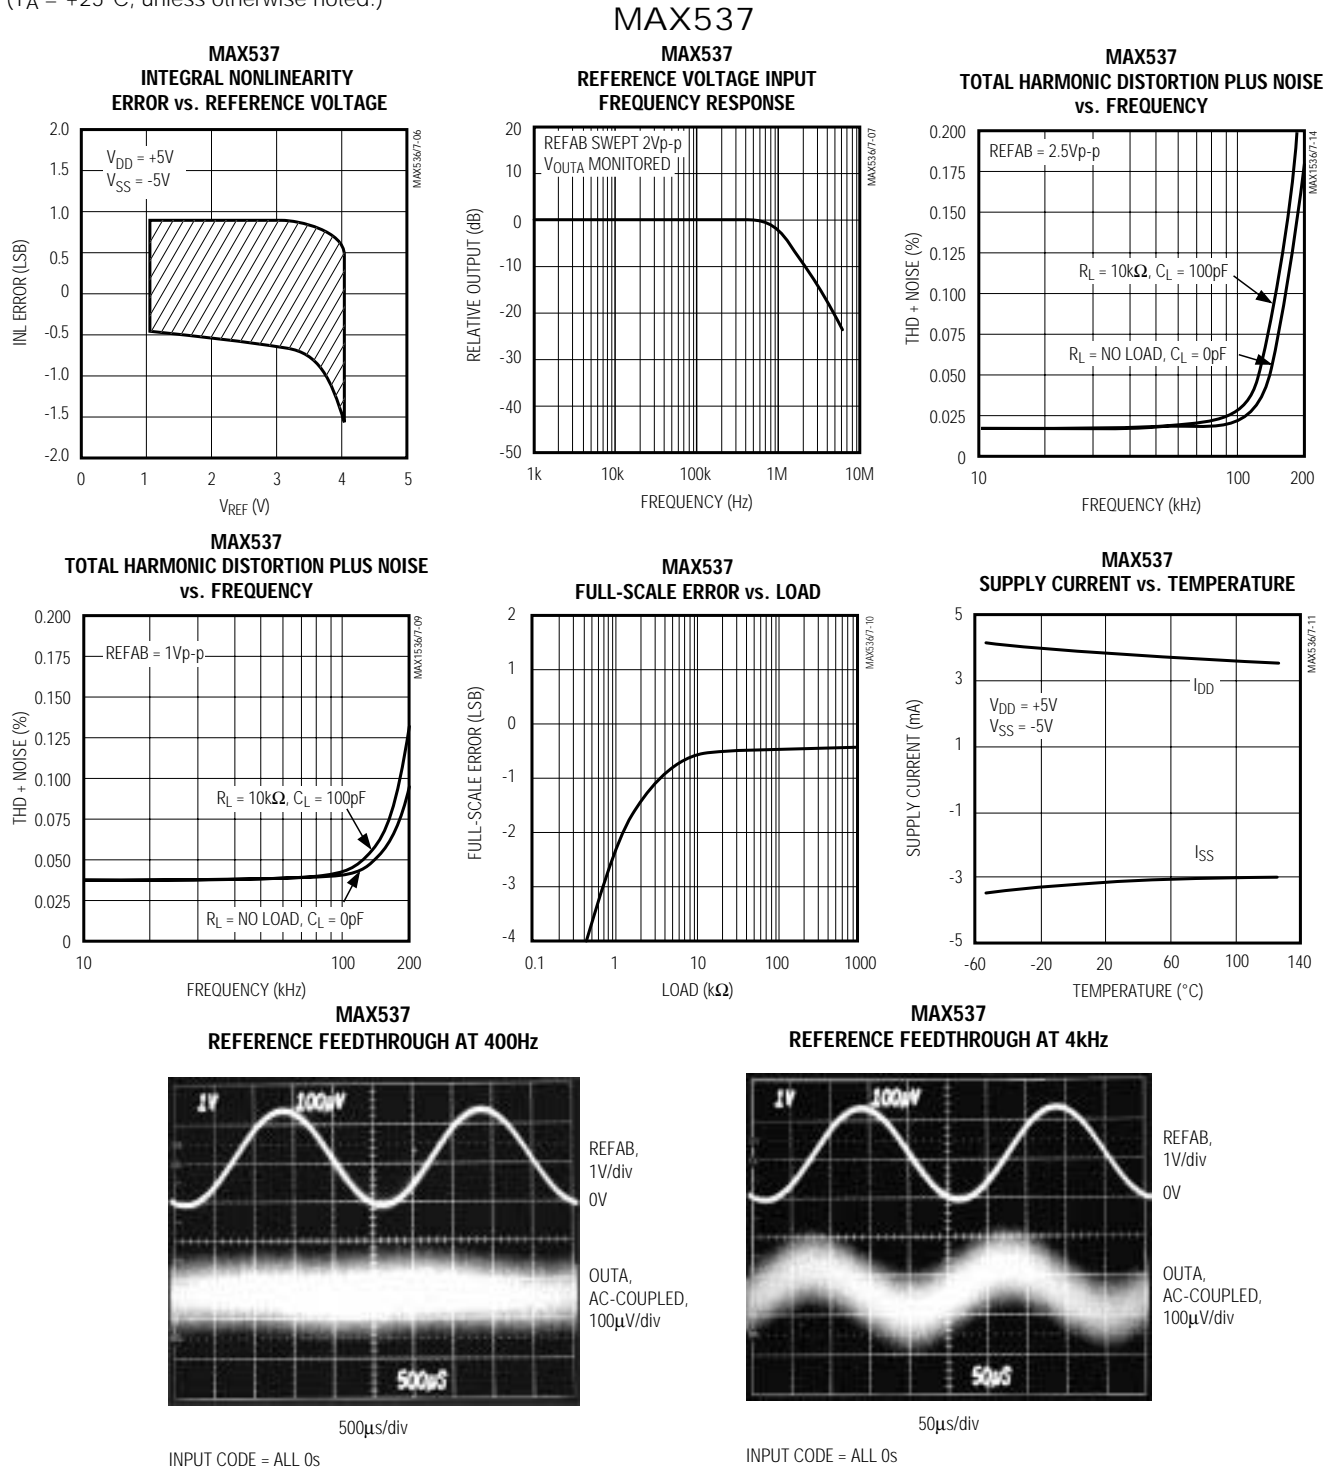 (TA = +25°C, unless otherwise noted.)
MAX537
MAX537
INTEGRAL NONLINEARITY
ERROR vs. REFERENCE VOLTAGE
2.0
1.5
1.0
0.5
0
-0.5
-1.0
-1.5
-2.0
INL ERROR (LSB)
VDD = +5V
VSS = -5V
MAX536/7-06
0 1 2 3 4 5
VREF (V)
MAX537
REFERENCE VOLTAGE INPUT
FREQUENCY RESPONSE
20
10
0
-10
-20
-30
-40
-50
RELATIVE OUTPUT (dB)
REFAB SWEPT 2Vp-p
VOUTA MONITORED
MAX536/7-07
1k 10k 100k 1M 10M
FREQUENCY (Hz)
MAX537
TOTAL HARMONIC DISTORTION PLUS NOISE
vs. FREQUENCY
0.200
0.175
0.150
0.125
0.100
0.075
0.050
0.025
0
THD + NOISE (%)
REFAB = 2.5Vp-p
RL = 10kΩ, CL = 100pF
RL = NO LOAD, CL = 0pF
MAX1536/7-14
10 100 200
FREQUENCY (kHz)
MAX537
TOTAL HARMONIC DISTORTION PLUS NOISE
vs. FREQUENCY
0.200
0.175
0.150
0.125
0.100
0.075
0.050
0.025
0
THD + NOISE (%)
REFAB = 1Vp-p
RL = 10kΩ, CL = 100pF
RL = NO LOAD, CL = 0pF
MAX1536/7-09
10 100 200
FREQUENCY (kHz)
MAX537
FULL-SCALE ERROR vs. LOAD
2
1
0
-1
-2
-3
-4
FULL-SCALE ERROR (LSB)
MAX536/7-10
0.1 1 10 100 1000
LOAD (kΩ)
MAX537
SUPPLY CURRENT vs. TEMPERATURE
5
3
1
-1
-3
-5
SUPPLY CURRENT (mA)
IDD
VDD = +5V
VSS = -5V
ISS
MAX536/7-11
-60 -20 20 60 100 140
TEMPERATURE (°C)
MAX537
REFERENCE FEEDTHROUGH AT 400Hz
1V 100µV
REFAB,
1V/div
0V
OUTA,
AC-COUPLED,
100µV/div
500µS
500µs/div
INPUT CODE = ALL 0s
MAX537
REFERENCE FEEDTHROUGH AT 4kHz
1V 100µV
REFAB,
1V/div
0V
OUTA,
AC-COUPLED,
100µV/div
50µS
50µs/div
INPUT CODE = ALL 0s